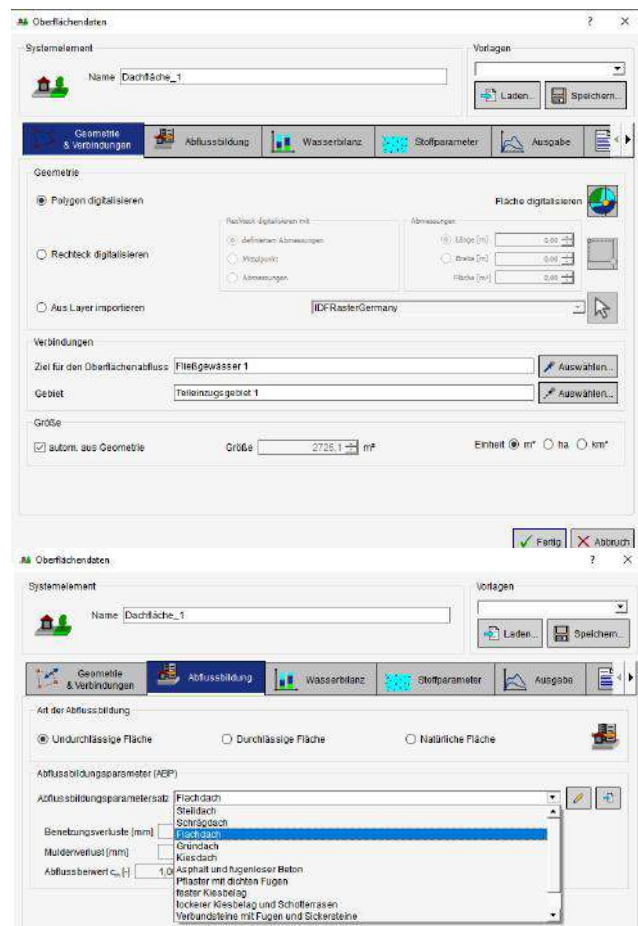 Oberflächendaten ? ×
Systemelement
Name Dachfläche_1
Vorlagen
Laden... Speichern...
Geometrie & Verbindungen Abflussbildung Wasserbilanz Stoffparameter Ausgabe
Geometrie
Polygon digitalisieren Fläche digitalisieren
Rechteck digitalisieren mit Abmessungen
definierten Abmessungen Länge [m] 0,00
Rechteck digitalisieren Mittelpunkt Breite [m] 0,00
Abmessungen Fläche [m²] 0,00
Aus Layer importieren IDFRasterGermany
Verbindungen
Ziel für den Oberflächenabfluss Fließgewässer 1 Auswählen...
Gebiet Teileinzugsgebiet 1 Auswählen...
Größe
autom. aus Geometrie Größe 2725,1 m² Einheit m² ha km²
Fertig Abbruch
Oberflächendaten ? ×
Systemelement
Name Dachfläche_1
Vorlagen
Laden... Speichern...
Geometrie & Verbindungen Abflussbildung Wasserbilanz Stoffparameter Ausgabe
Art der Abflussbildung
Undurchlässige Fläche Durchlässige Fläche Natürliche Fläche
Abflussbildungsparameter (ABP)
Abflussbildungsparametersatz Flachdach
Steildach
Schrägdach
Benetzungsverluste [mm] Flachdach
Gründach
Muldenverlust [mm] Kiesdach
Abflussbeiwert cm [-] 1,00 Asphalt und fugenloser Beton
Pflaster mit dichten Fugen
fester Kiesbelag
lockerer Kiesbelag und Schotterrasen
Verbundsteine mit Fugen und Sickersteine